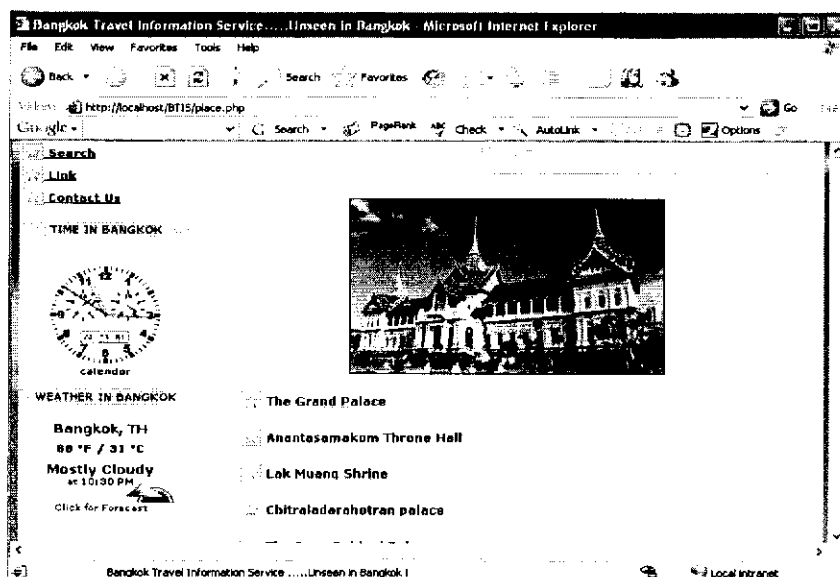 Bangkok Travel Information Service.....Unseen in Bangkok - Microsoft Internet Explorer
File Edit View Favorites Tools Help
Back Search Favorites
http://localhost/BTIS/place.php Go
Google Search PageRank ABC Check AutoLink Options
Search
Link
Contact Us
TIME IN BANGKOK
calendar
WEATHER IN BANGKOK
Bangkok, TH
°F / 31 °C
Mostly Cloudy
at 10:30 PM
Click for Forecast
The Grand Palace
Anantasamakom Throne Hall
Lak Muang Shrine
Chitraladarahotran palace
Bangkok Travel Information Service .....Unseen in Bangkok !
Local intranet